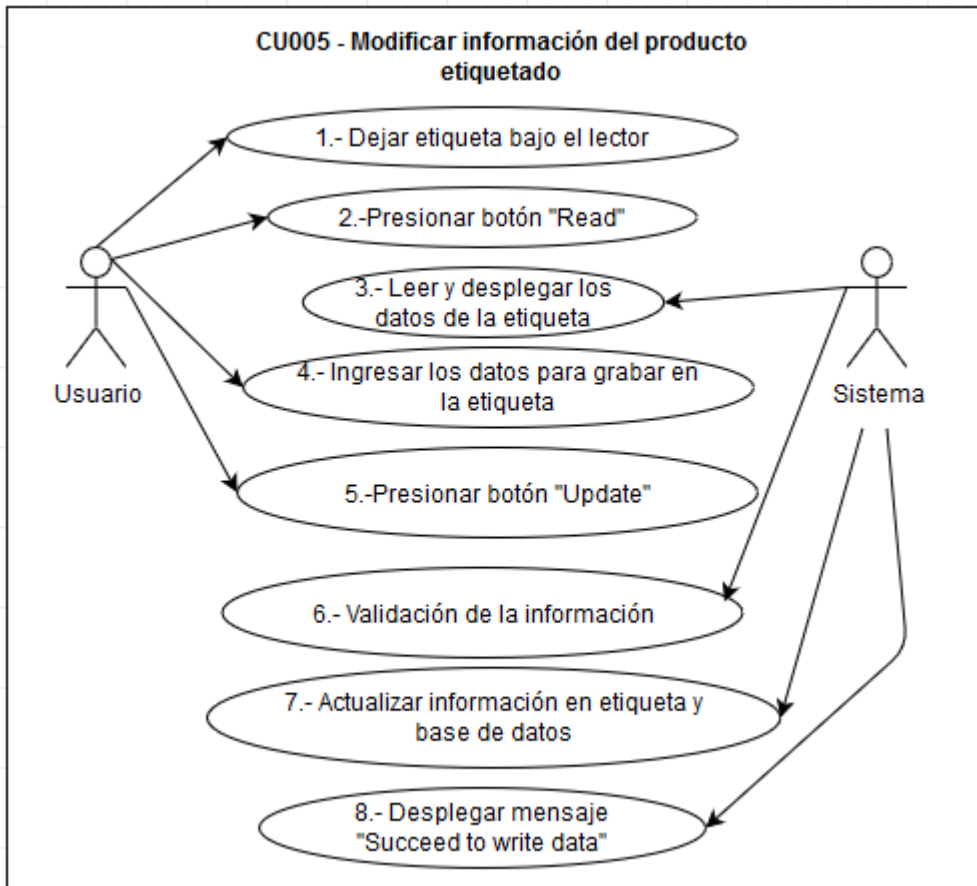 CU005 - Modificar información del producto
etiquetado
1.- Dejar etiqueta bajo el lector
2.-Presionar botón "Read"
3.- Leer y desplegar los
datos de la etiqueta
4.- Ingresar los datos para grabar en
la etiqueta
Usuario
Sistema
5.-Presionar botón "Update"
6.- Validación de la información
7.- Actualizar información en etiqueta y
base de datos
8.- Desplegar mensaje
"Succeed to write data"